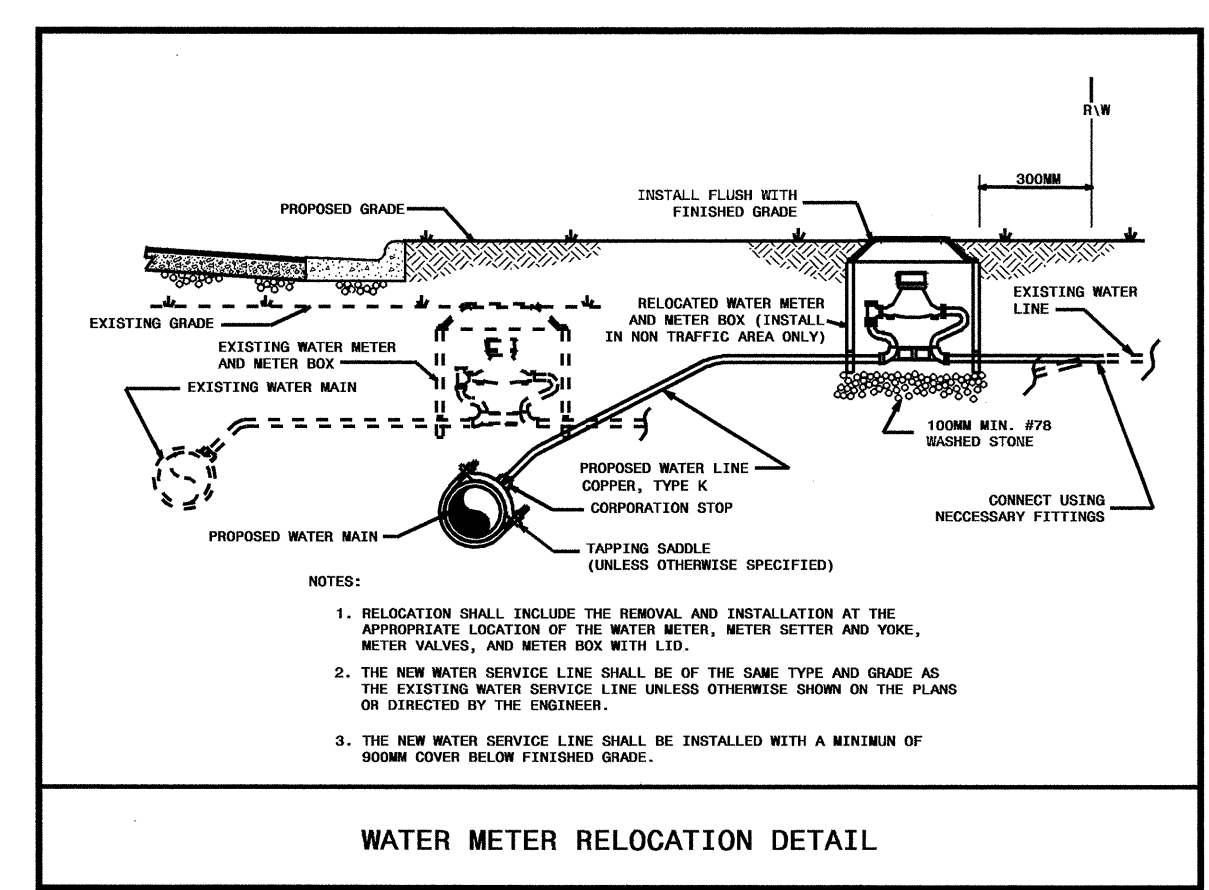 R\W
300MM
INSTALL FLUSH WITH
FINISHED GRADE
PROPOSED GRADE
EXISTING GRADE
RELOCATED WATER METER
AND METER BOX (INSTALL
IN NON TRAFFIC AREA ONLY)
EXISTING WATER
LINE
EXISTING WATER METER
AND METER BOX
EXISTING WATER MAIN
100MM MIN. #78
WASHED STONE
PROPOSED WATER LINE
COPPER, TYPE K
CORPORATION STOP
CONNECT USING
NECCESSARY FITTINGS
PROPOSED WATER MAIN
TAPPING SADDLE
(UNLESS OTHERWISE SPECIFIED)
NOTES:
1. RELOCATION SHALL INCLUDE THE REMOVAL AND INSTALLATION AT THE
APPROPRIATE LOCATION OF THE WATER METER, METER SETTER AND YOKE,
METER VALVES, AND METER BOX WITH LID.
2. THE NEW WATER SERVICE LINE SHALL BE OF THE SAME TYPE AND GRADE AS
THE EXISTING WATER SERVICE LINE UNLESS OTHERWISE SHOWN ON THE PLANS
OR DIRECTED BY THE ENGINEER.
3. THE NEW WATER SERVICE LINE SHALL BE INSTALLED WITH A MINIMUN OF
900MM COVER BELOW FINISHED GRADE.
WATER METER RELOCATION DETAIL